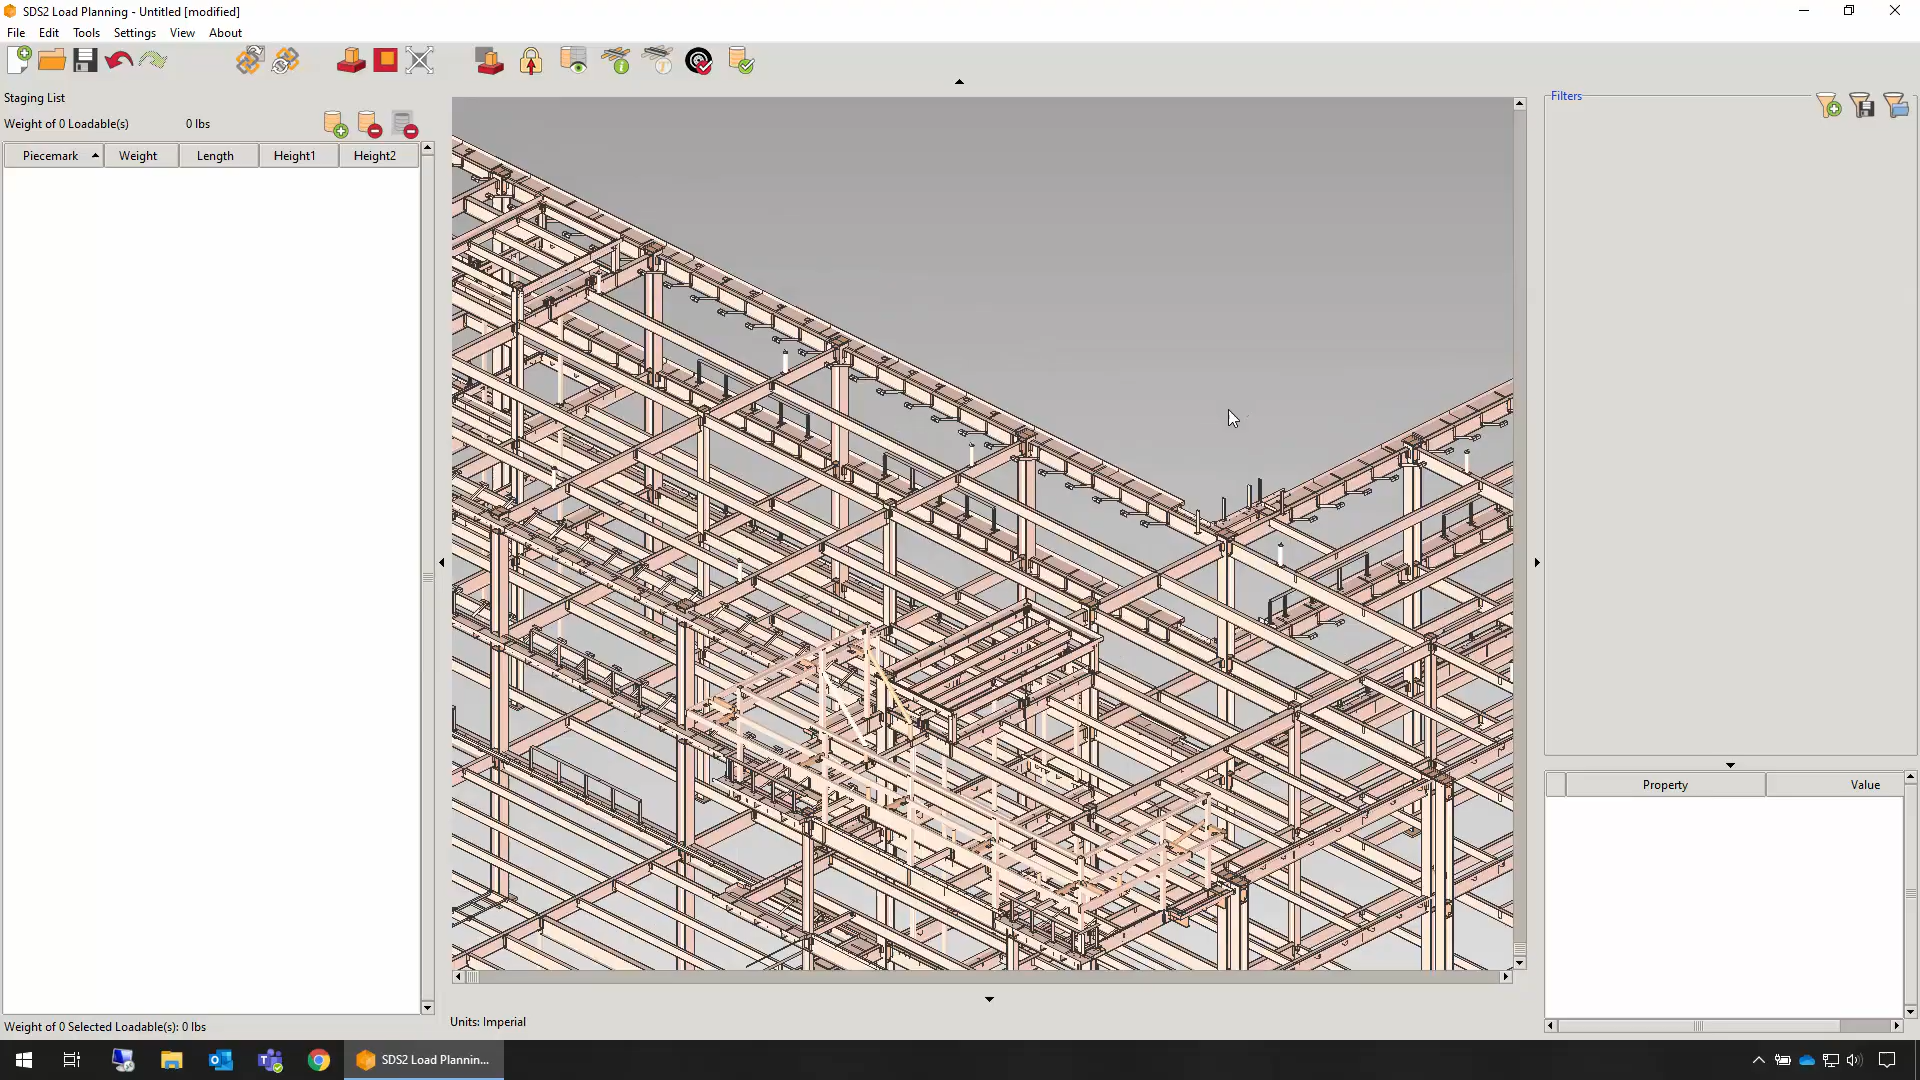 SDS2 Load Planning - Untitled [modified]
File Edit Tools Settings View About
Staging List
Weight of 0 Loadable(s) 0 lbs
Piecemark Weight Length Height1 Height2
Weight of 0 Selected Loadable(s): 0 lbs
Units: Imperial
Filters
Property Value
SDS2 Load Plannin...